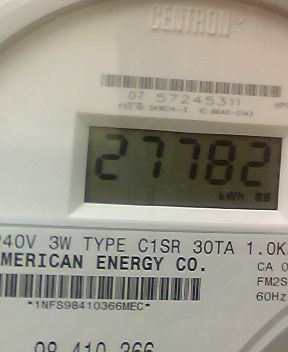 CENTRON®
07 57245311
27782
kWh
240V 3W TYPE C1SR 30TA 1.0K
AMERICAN ENERGY CO.
CA 0
FM2S
60Hz
*1NFS98410366MEC*
98 410 366